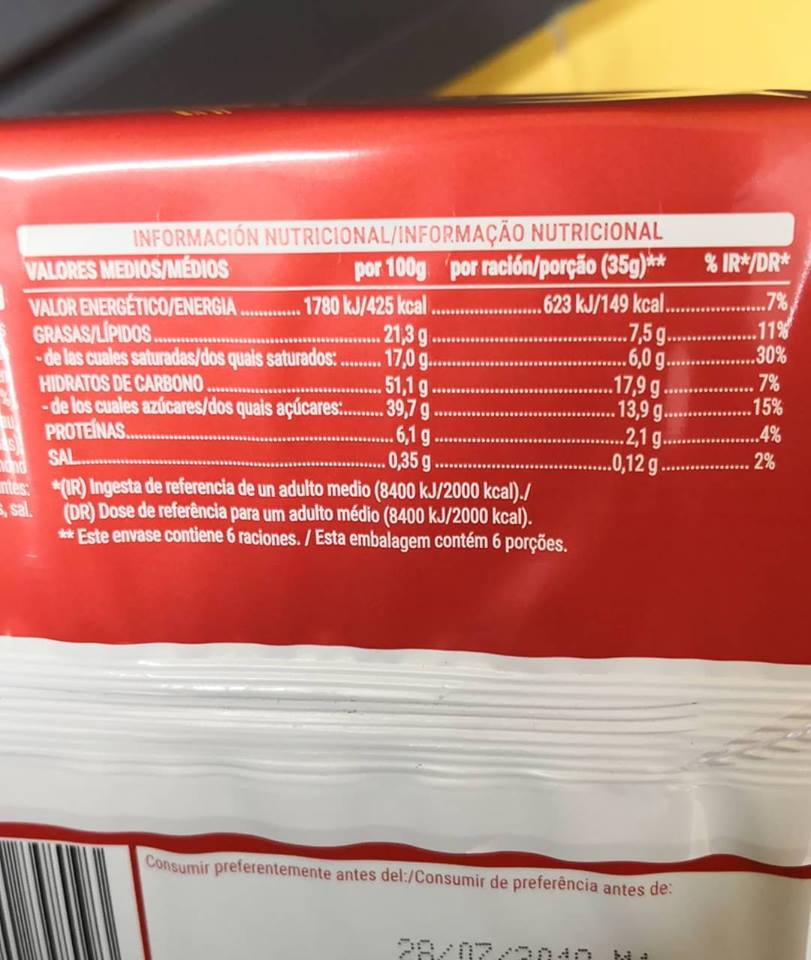 INFORMACIÓN NUTRICIONAL/INFORMAÇÃO NUTRICIONAL
VALORES MEDIOS/MÉDIOS por 100g por ración/porção (35g)** % IR*/DR*
VALOR ENERGÉTICO/ENERGIA ............ 1780 kJ/425 kcal ...................... 623 kJ/149 kcal ............... 7%
GRASAS/LÍPIDOS ............ 21,3 g ............ 7,5 g ............ 11%
- de las cuales saturadas/dos quais saturados: ........ 17,0 g ............ 6,0 g ............ 30%
HIDRATOS DE CARBONO ............ 51,1 g ............ 17,9 g ............ 7%
- de los cuales azúcares/dos quais açúcares: ........ 39,7 g ............ 13,9 g ............ 15%
PROTEÍNAS ............ 6,1 g ............ 2,1 g ............ 4%
SAL ............ 0,35 g ............ 0,12 g ............ 2%
*(IR) Ingesta de referencia de un adulto medio (8400 kJ/2000 kcal)./
s, sal. (DR) Dose de referência para um adulto médio (8400 kJ/2000 kcal).
** Este envase contiene 6 raciones. / Esta embalagem contém 6 porções.
Consumir preferentemente antes del:/Consumir de preferência antes de: